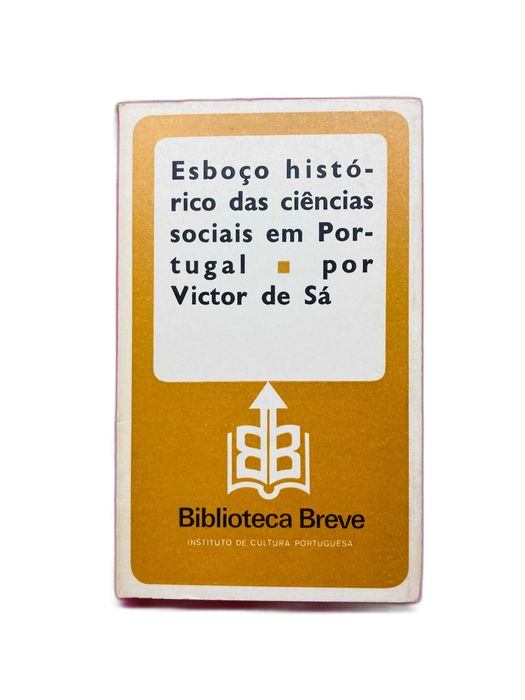 Esboço histó-
rico das ciências
sociais em Por-
tugal ▪ por
Victor de Sá
BB
Biblioteca Breve
INSTITUTO DE CULTURA PORTUGUESA